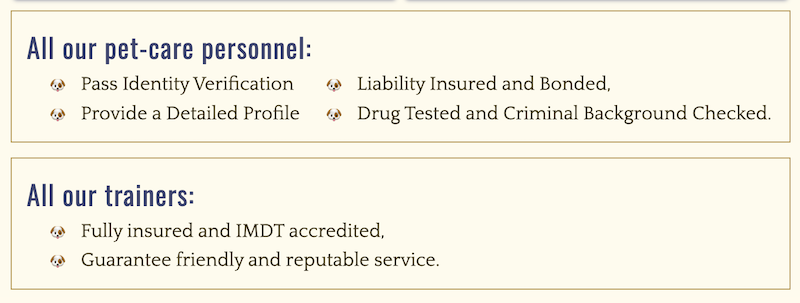 All our pet-care personnel:
Pass Identity Verification
Provide a Detailed Profile
Liability Insured and Bonded,
Drug Tested and Criminal Background Checked.
All our trainers:
Fully insured and IMDT accredited,
Guarantee friendly and reputable service.